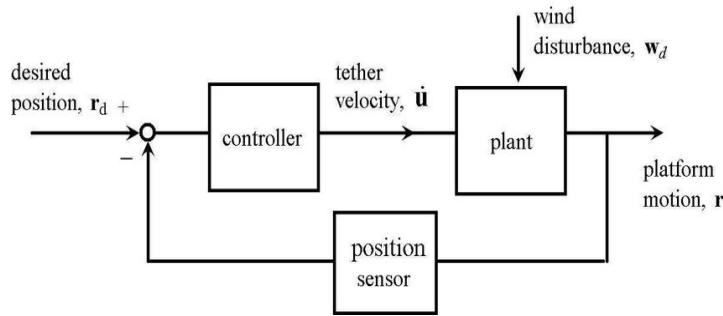 wind
disturbance, w_d
desired
position, r_d +
tether
velocity, u̇
−
controller
plant
platform
motion, r
position
sensor